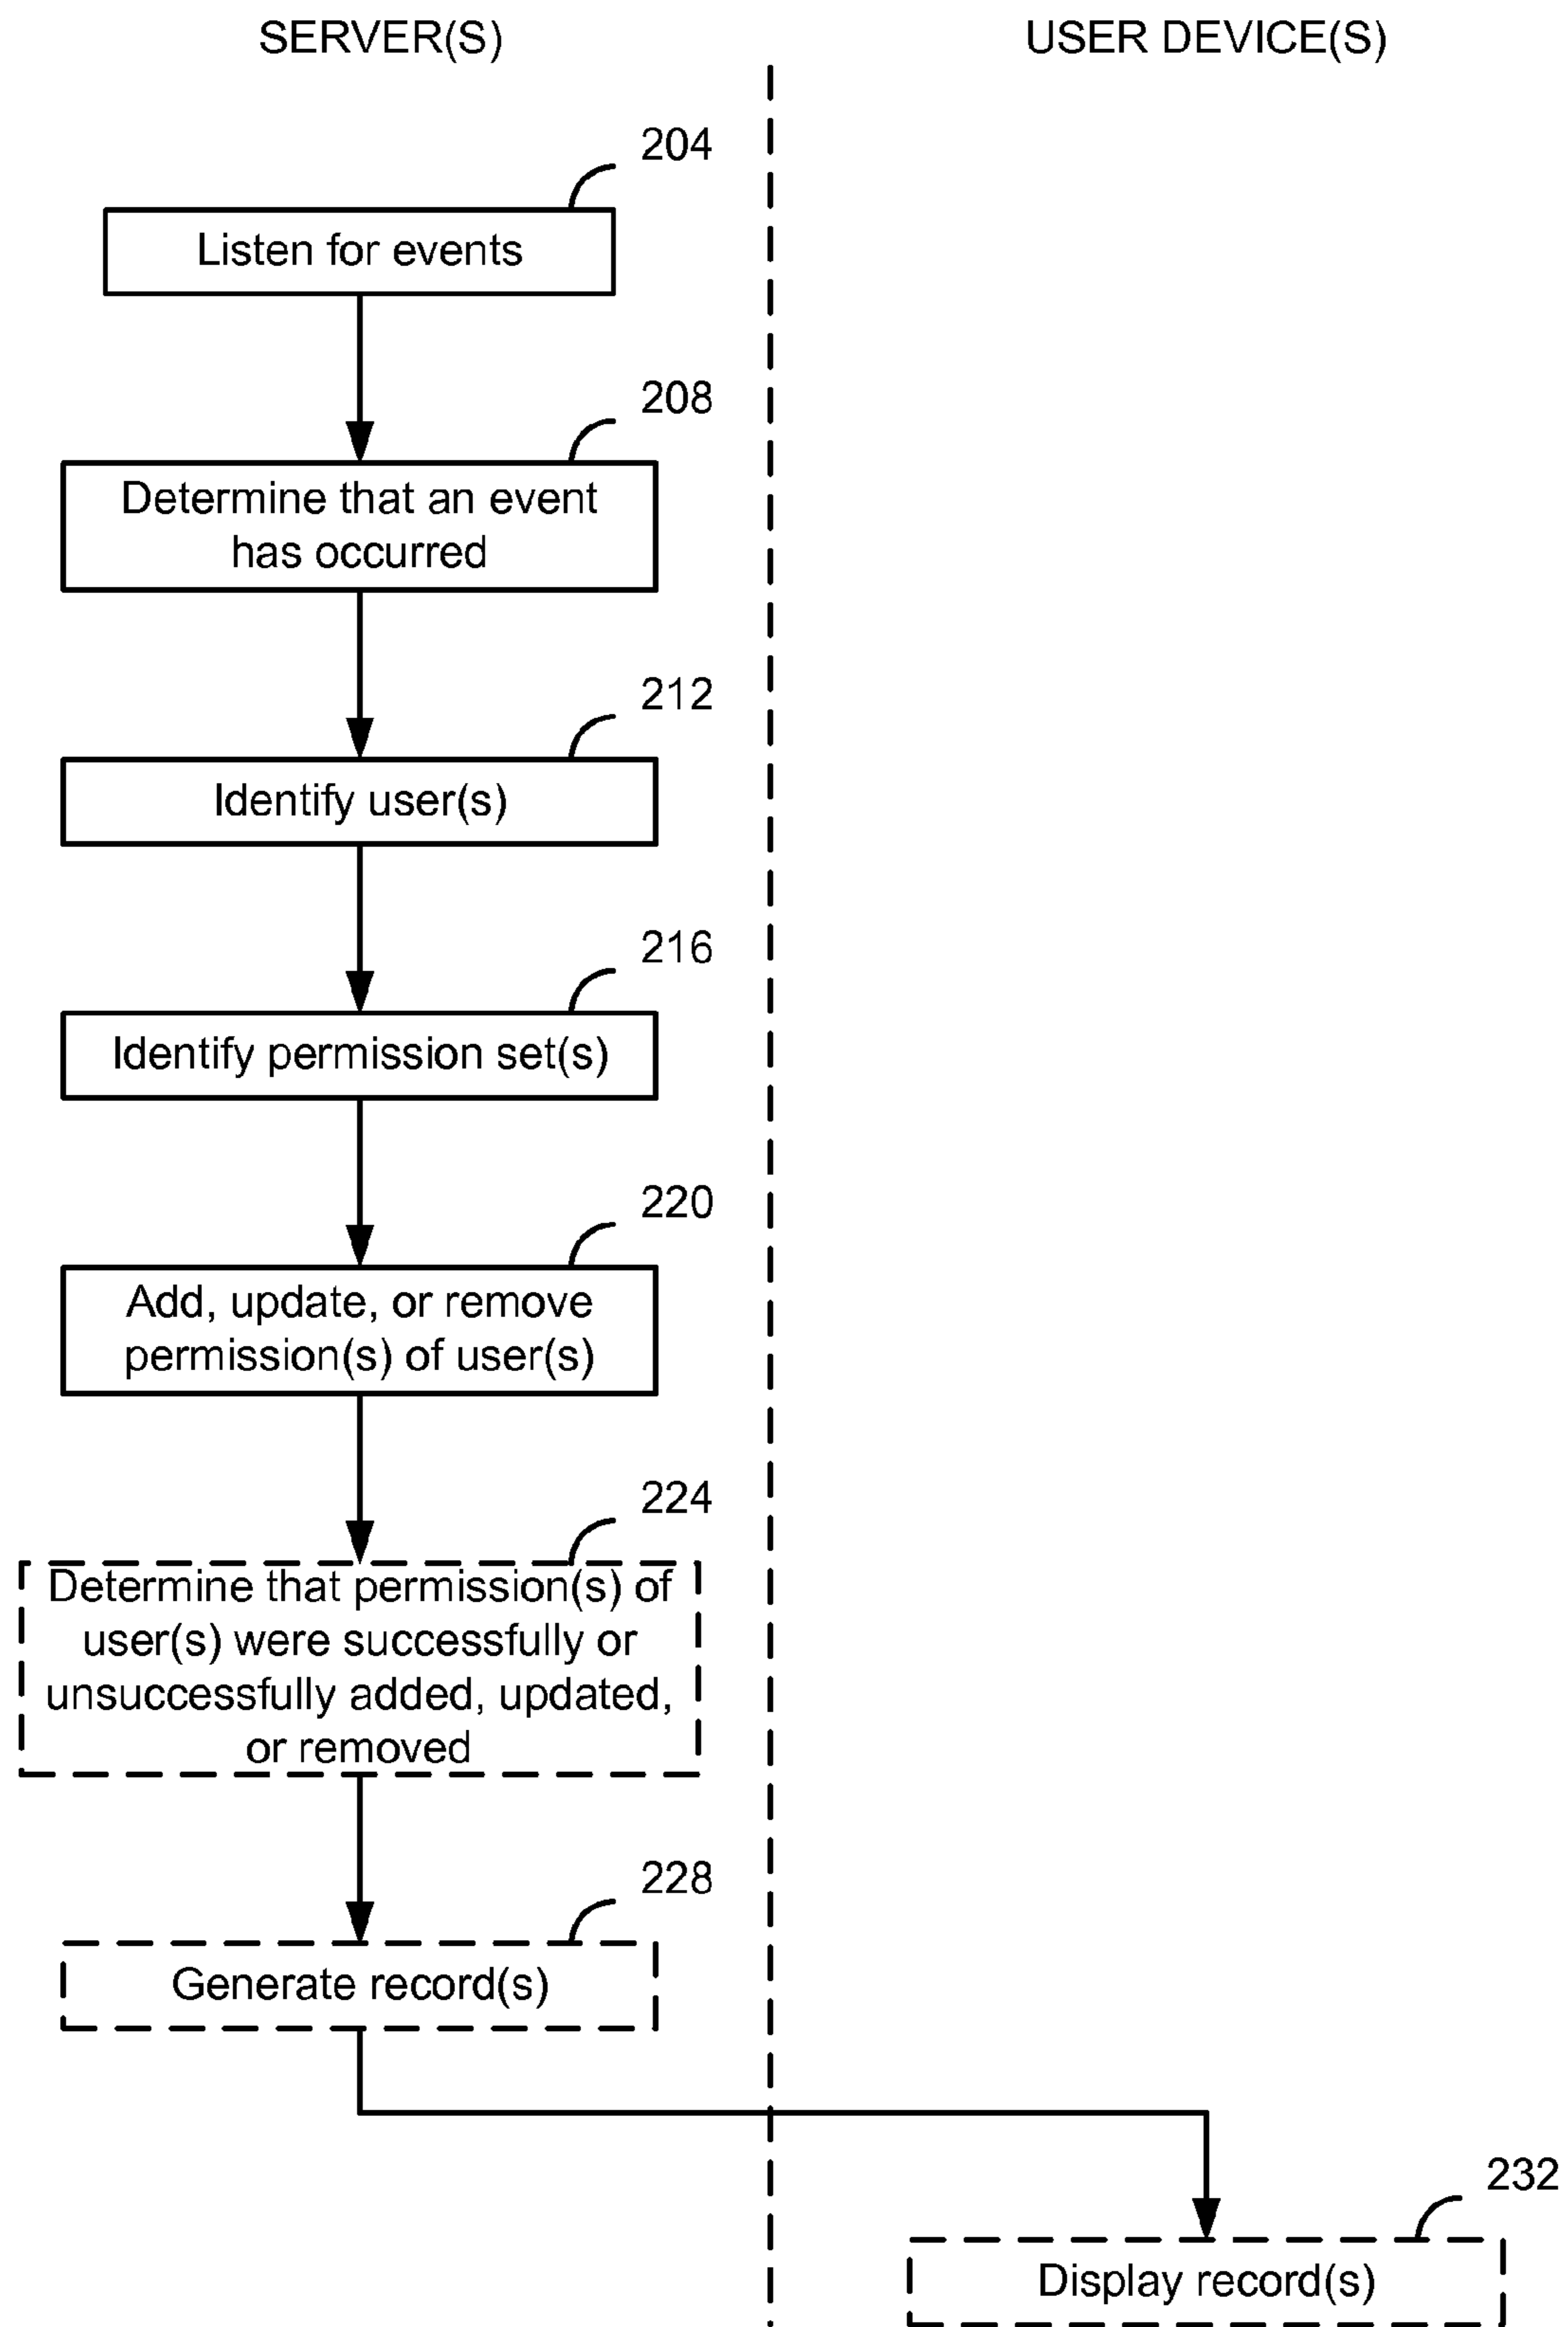 SERVER(S)
USER DEVICE(S)
204
Listen for events
208
Determine that an event
has occurred
212
Identify user(s)
216
Identify permission set(s)
220
Add, update, or remove
permission(s) of user(s)
224
Determine that permission(s) of
user(s) were successfully or
unsuccessfully added, updated,
or removed
228
Generate record(s)
232
Display record(s)